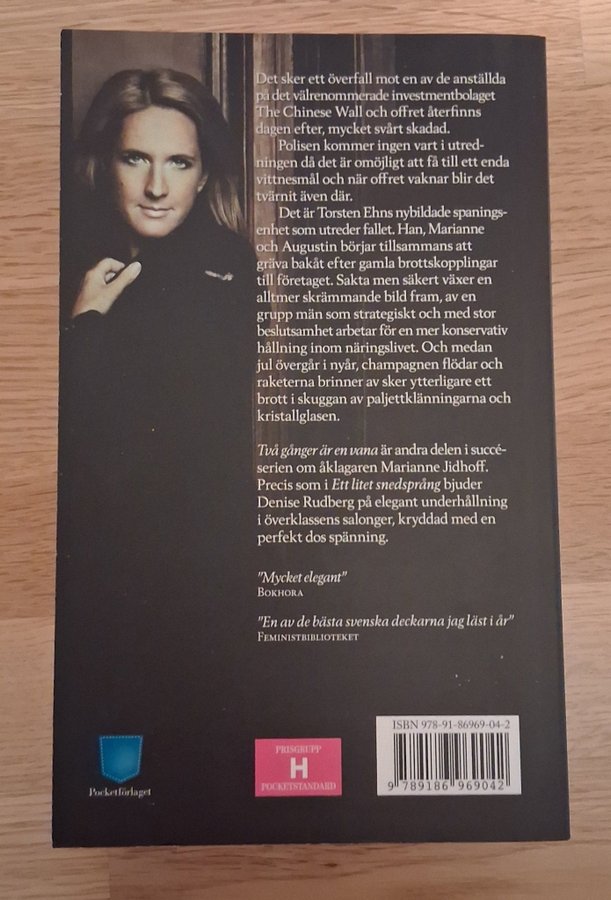 Det sker ett överfall mot en av de anställda
på det välrenommerade investmentbolaget
The Chinese Wall och offret återfinns
dagen efter, mycket svårt skadad.
Polisen kommer ingen vart i utred-
ningen då det är omöjligt att få till ett enda
vittnesmål och när offret vaknar blir det
tvärnit även där.
Det är Torsten Ehns nybildade spanings-
enhet som utreder fallet. Han, Marianne
och Augustin börjar tillsammans att
gräva bakåt efter gamla brottskopplingar
till företaget. Sakta men säkert växer en
alltmer skrämmande bild fram, av en
grupp män som strategiskt och med stor
beslutsamhet arbetar för en mer konservativ
hållning inom näringslivet. Och medan
jul övergår i nyår, champagnen flödar och
raketerna brinner av sker ytterligare ett
brott i skuggan av paljettklänningarna och
kristallglasen.
Två gånger är en vana är andra delen i succé-
serien om åklagaren Marianne Jidhoff.
Precis som i Ett litet snedsprång bjuder
Denise Rudberg på elegant underhållning
i överklassens salonger, kryddad med en
perfekt dos spänning.
"Mycket elegant"
BOKHORA
"En av de bästa svenska deckarna jag läst i år"
FEMINISTBIBLIOTEKET
Pocketförlaget
PRISGRUPP
H
POCKETSTANDARD
ISBN 978-91-86969-04-2
9 789186 969042